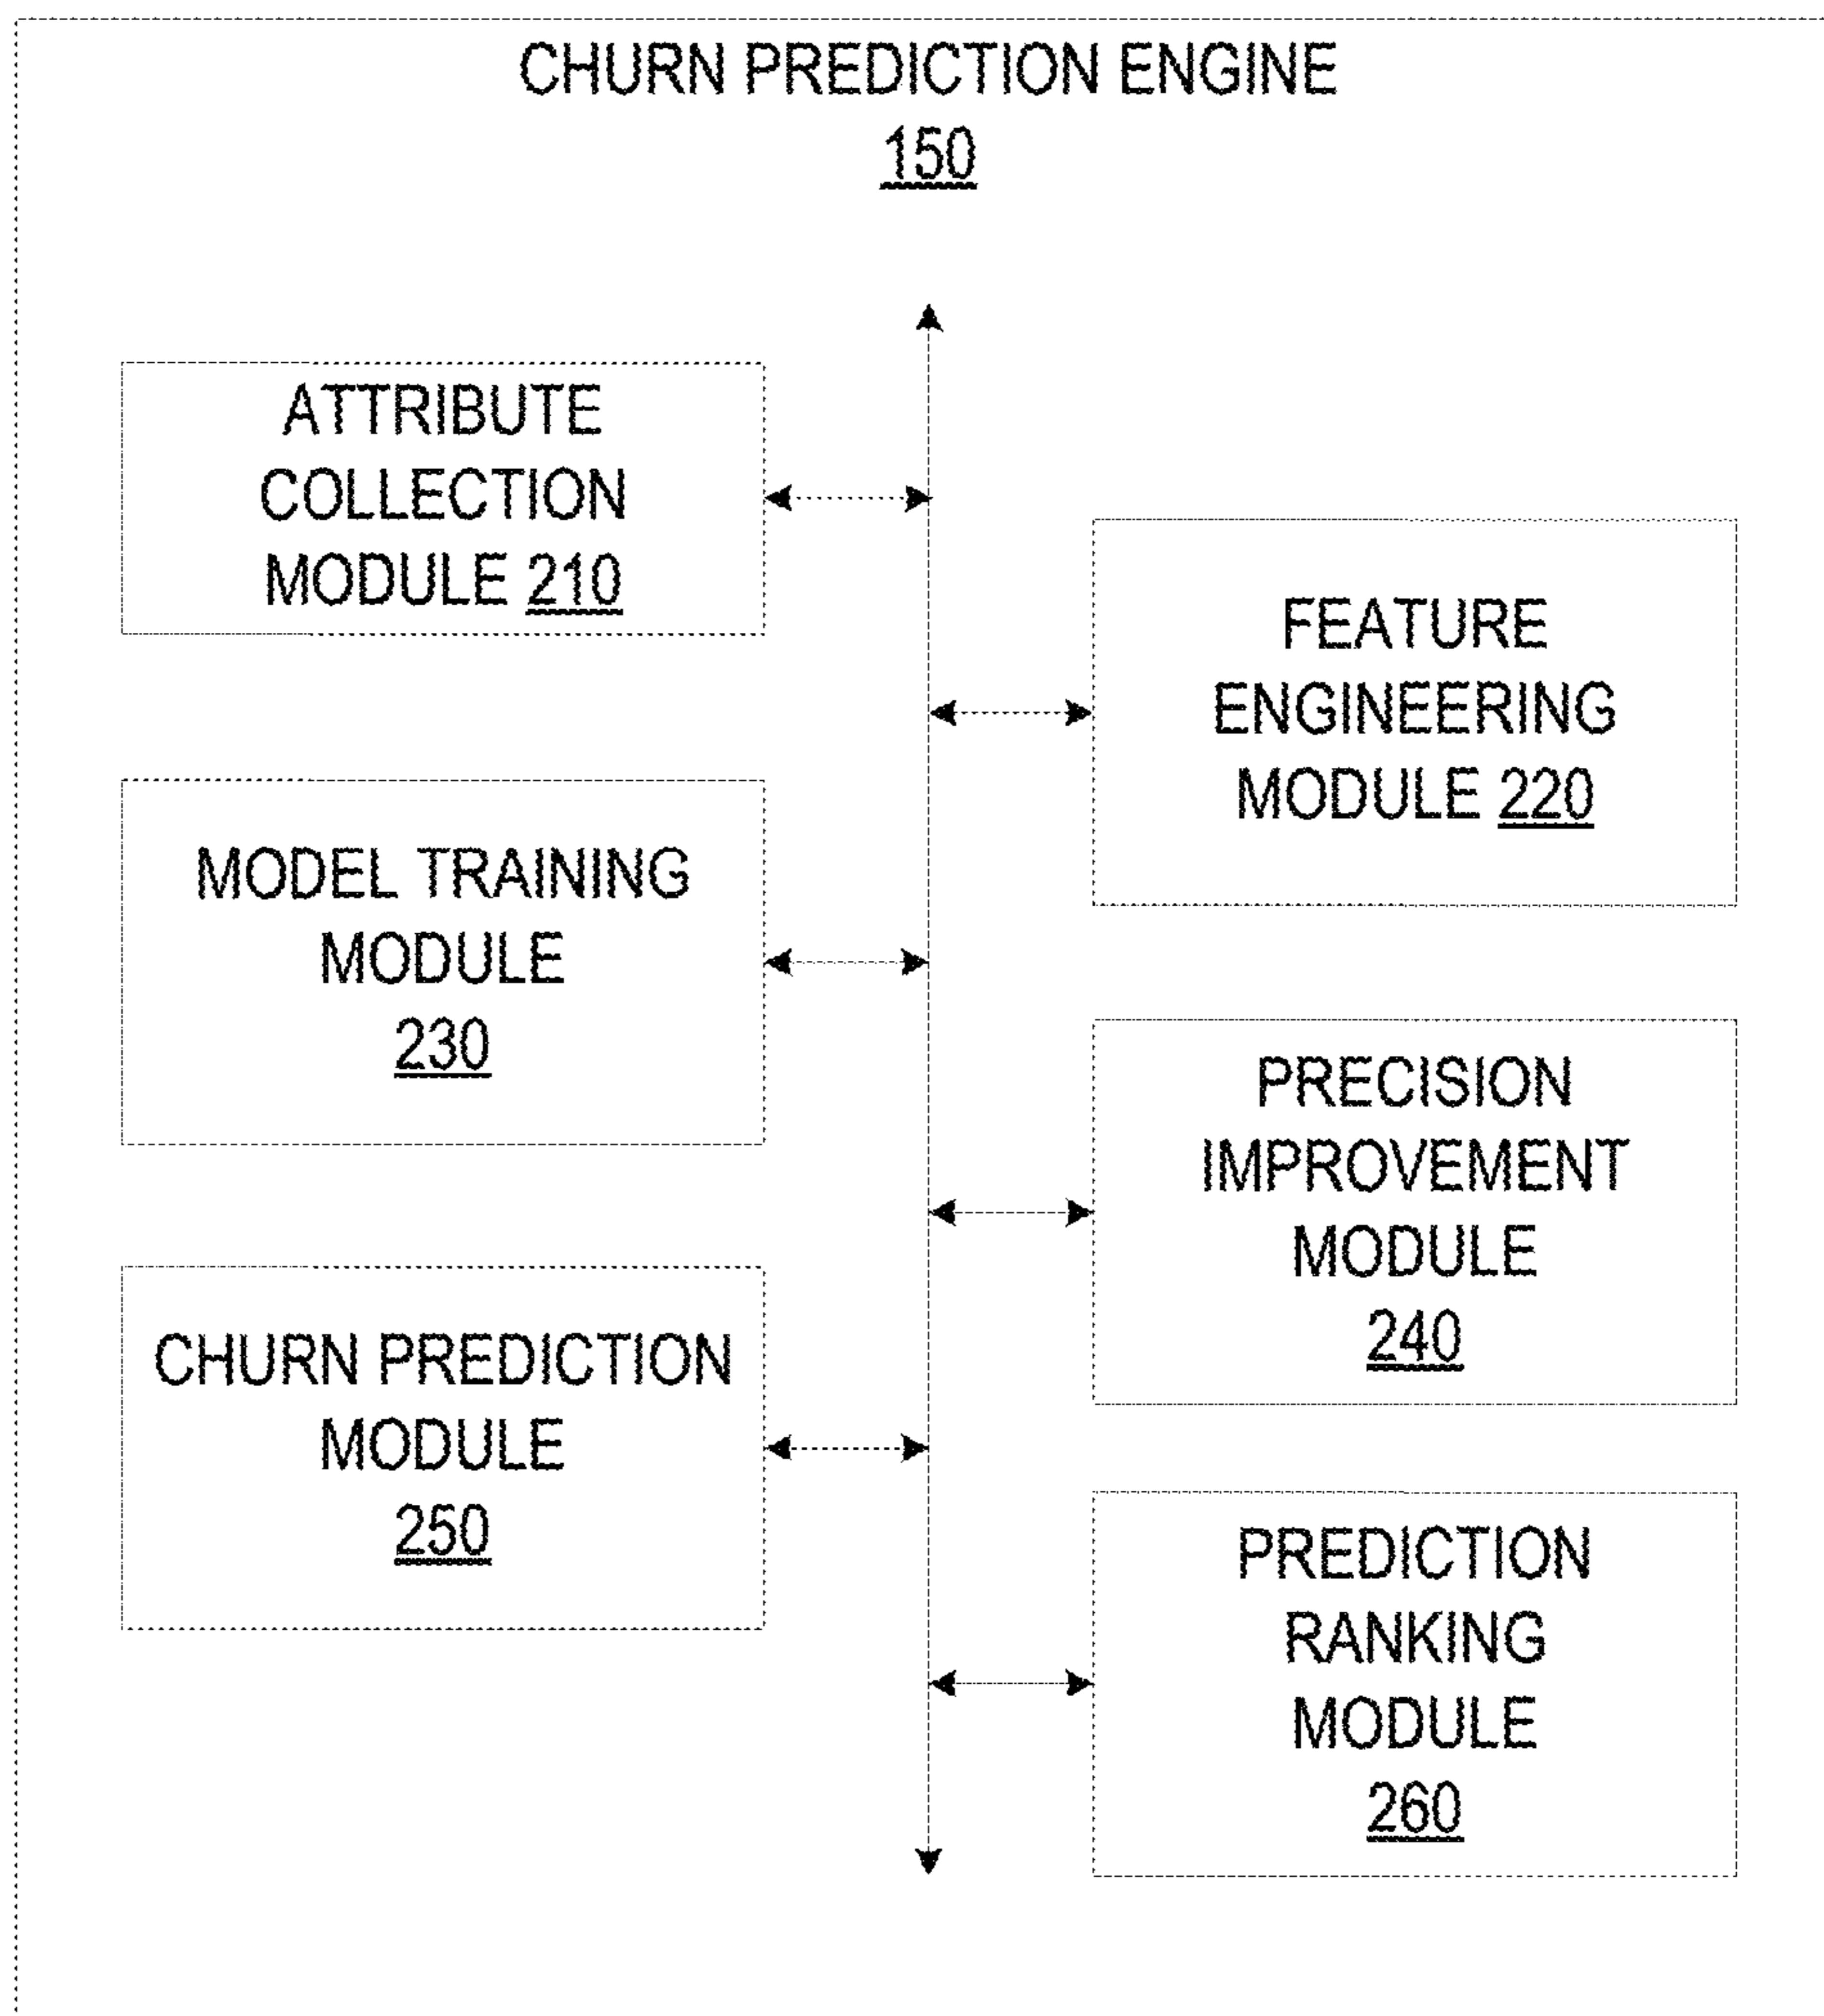 CHURN PREDICTION ENGINE
150
ATTRIBUTE
COLLECTION
MODULE 210
FEATURE
ENGINEERING
MODULE 220
MODEL TRAINING
MODULE
230
PRECISION
IMPROVEMENT
MODULE
240
CHURN PREDICTION
MODULE
250
PREDICTION
RANKING
MODULE
260